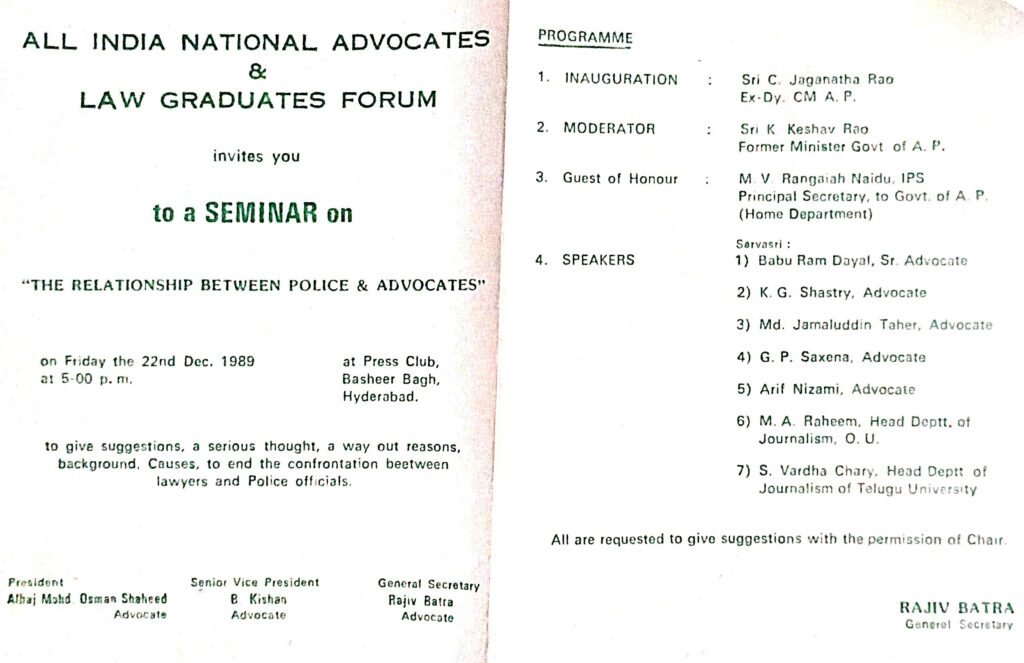 ALL INDIA NATIONAL ADVOCATES
&
LAW GRADUATES FORUM
invites you
to a SEMINAR on
"THE RELATIONSHIP BETWEEN POLICE & ADVOCATES"
on Friday the 22nd Dec. 1989
at 5-00 p. m.
at Press Club,
Basheer Bagh,
Hyderabad.
to give suggestions, a serious thought, a way out reasons,
background, Causes, to end the confrontation beetween
lawyers and Police officials.
President
Alhaj Mohd. Osman Shaheed
Advocate
Senior Vice President
B. Kishan
Advocate
General Secretary
Rajiv Batra
Advocate
PROGRAMME
1. INAUGURATION : Sri C. Jaganatha Rao
Ex-Dy. CM A. P.
2. MODERATOR : Sri K. Keshav Rao
Former Minister Govt of A. P.
3. Guest of Honour : M. V. Rangaiah Naidu, IPS
Principal Secretary, to Govt. of A. P.
(Home Department)
4. SPEAKERS
Sarvasri :
1) Babu Ram Dayal, Sr. Advocate
2) K. G. Shastry, Advocate
3) Md. Jamaluddin Taher, Advocate
4) G. P. Saxena, Advocate
5) Arif Nizami, Advocate
6) M. A. Raheem, Head Deptt. of
Journalism, O. U.
7) S. Vardha Chary, Head Deptt of
Journalism of Telugu University
All are requested to give suggestions with the permission of Chair.
RAJIV BATRA
General Secretary